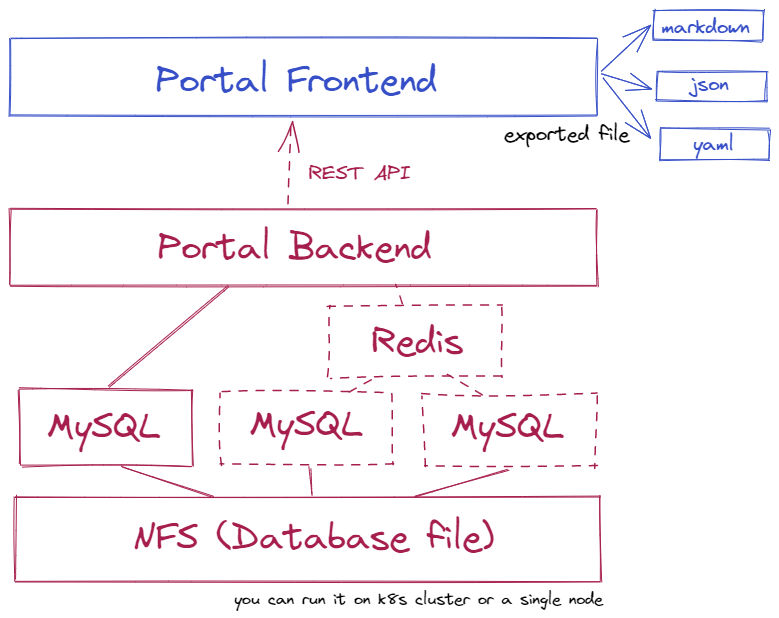 markdown
Portal Frontend
json
exported file
yaml
REST API
Portal Backend
Redis
MySQL
MySQL
MySQL
NFS (Database file)
you can run it on k8s cluster or a single node